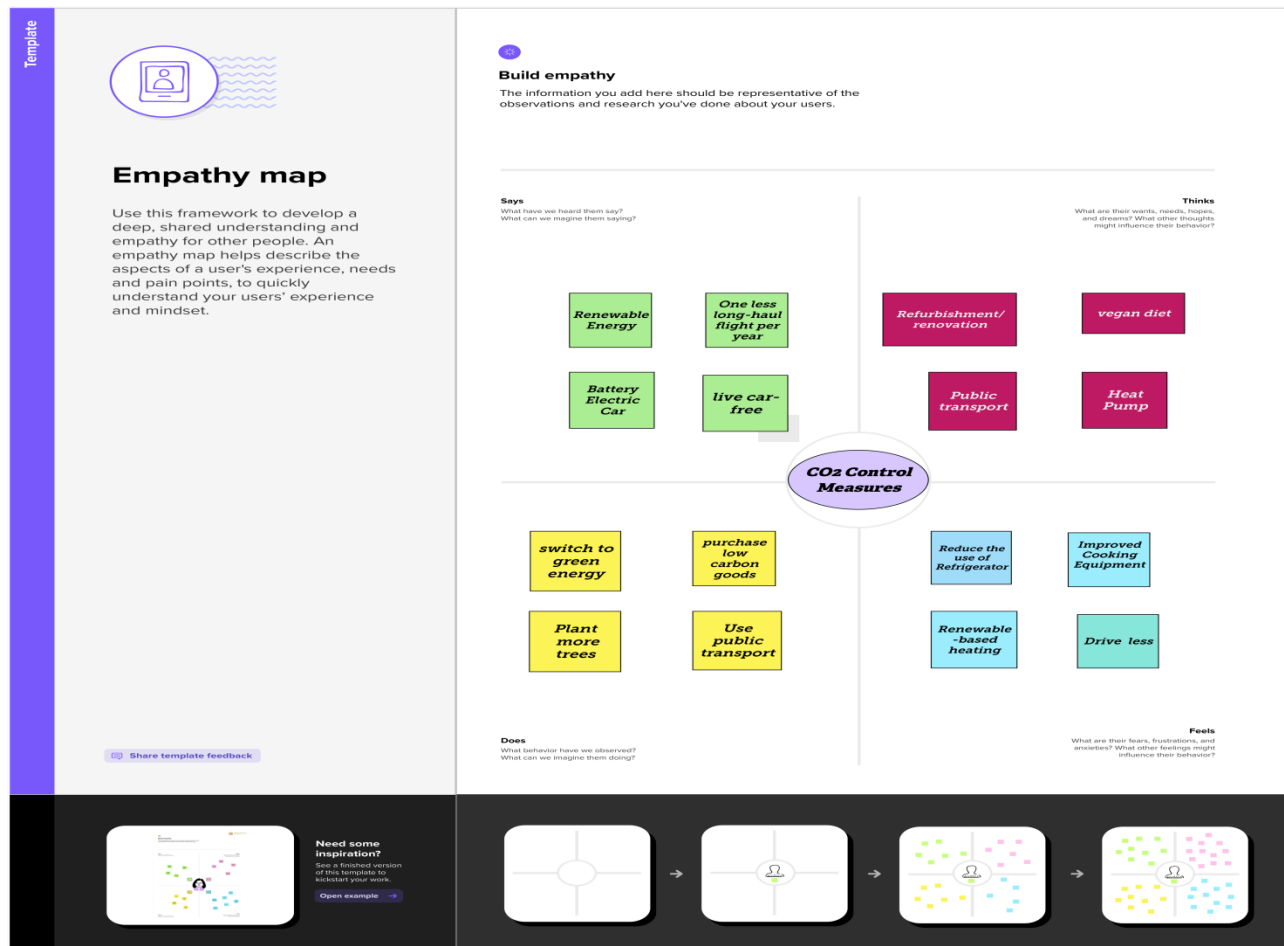 Template
Empathy map
Use this framework to develop a
deep, shared understanding and
empathy for other people. An
empathy map helps describe the
aspects of a user's experience, needs
and pain points, to quickly
understand your users' experience
and mindset.
Share template feedback
Build empathy
The information you add here should be representative of the
observations and research you've done about your users.
Says
What have we heard them say?
What can we magine them saying?
Thinks
What are their wants, needs, hopes,
and dreams? What other thoughts
might influence their behavior?
Renewable
Energy
One less
long-haul
flight per
year
Battery
Electric
Car
live car-
free
Refurbishment/
renovation
vegan diet
Public
transport
Heat
Pump
CO2 Control
Measures
switch to
green
energy
purchase
low
carbon
goods
Plant
more
trees
Use
public
transport
Reduce the
use of
Refrigerator
Improved
Cooking
Equipment
Renewable
-based
heating
Drive less
Does
What behavior have we observed?
What can we imagine them doing?
Feels
What are their fears, frustrations, and
anxieties? What other feelings might
influence their behavior?
Need some
inspiration?
See a finished version
of this template to
kickstart your work.
Open example